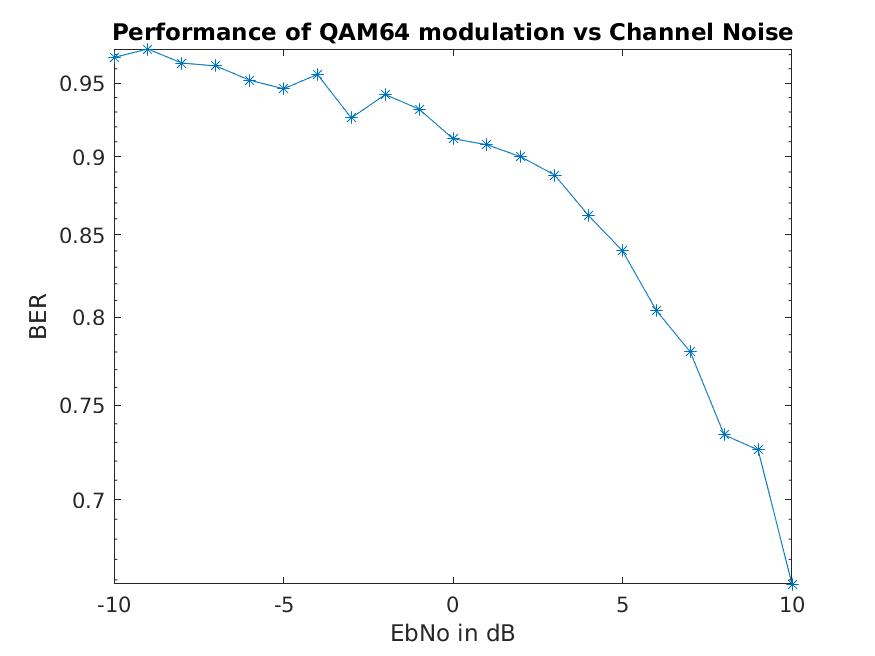 Performance of QAM64 modulation vs Channel Noise
0.95
0.9
0.85
0.8
0.75
0.7
BER
-10 -5 0 5 10
EbNo in dB